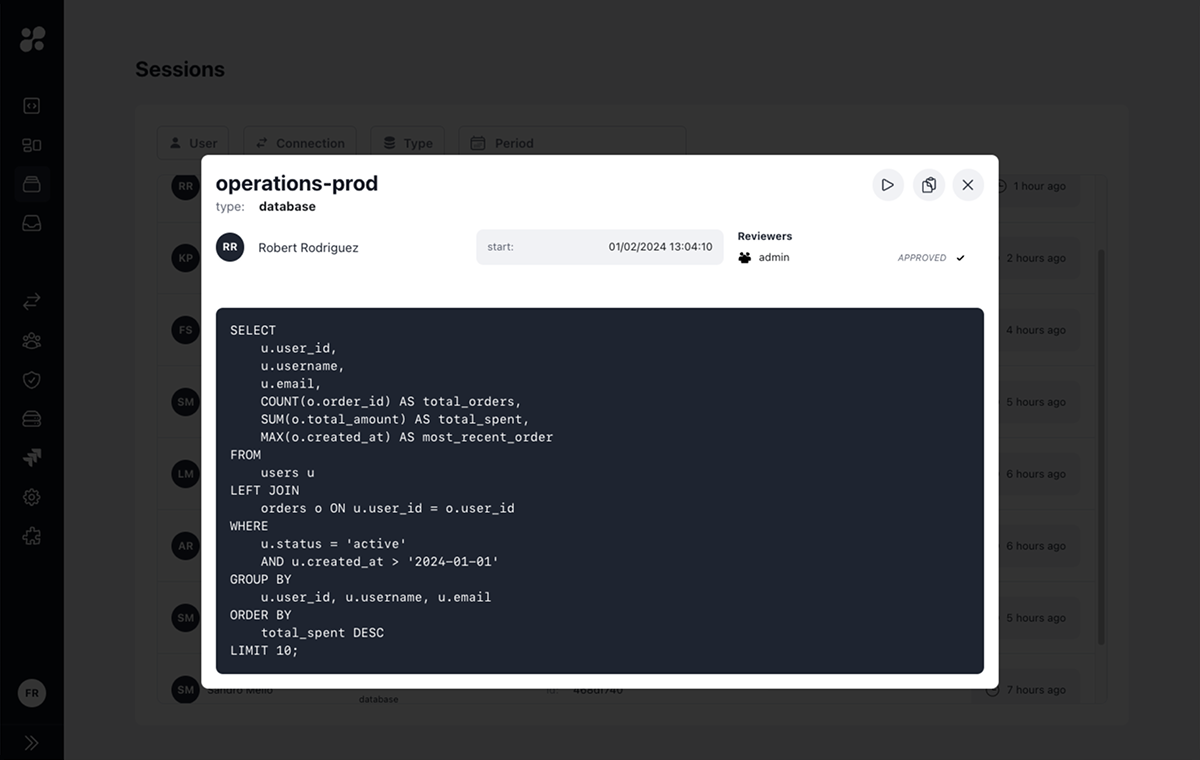 Sessions
User Connection Type Period
operations-prod
type: database
RR Robert Rodriguez
start: 01/02/2024 13:04:10
Reviewers
admin APPROVED
SELECT
    u.user_id,
    u.username,
    u.email,
    COUNT(o.order_id) AS total_orders,
    SUM(o.total_amount) AS total_spent,
    MAX(o.created_at) AS most_recent_order
FROM
    users u
LEFT JOIN
    orders o ON u.user_id = o.user_id
WHERE
    u.status = 'active'
    AND u.created_at > '2024-01-01'
GROUP BY
    u.user_id, u.username, u.email
ORDER BY
    total_spent DESC
LIMIT 10;
RR 1 hour ago
KP 2 hours ago
FS 4 hours ago
SM 5 hours ago
LM 6 hours ago
AR 6 hours ago
SM 5 hours ago
SM 7 hours ago
database
FR